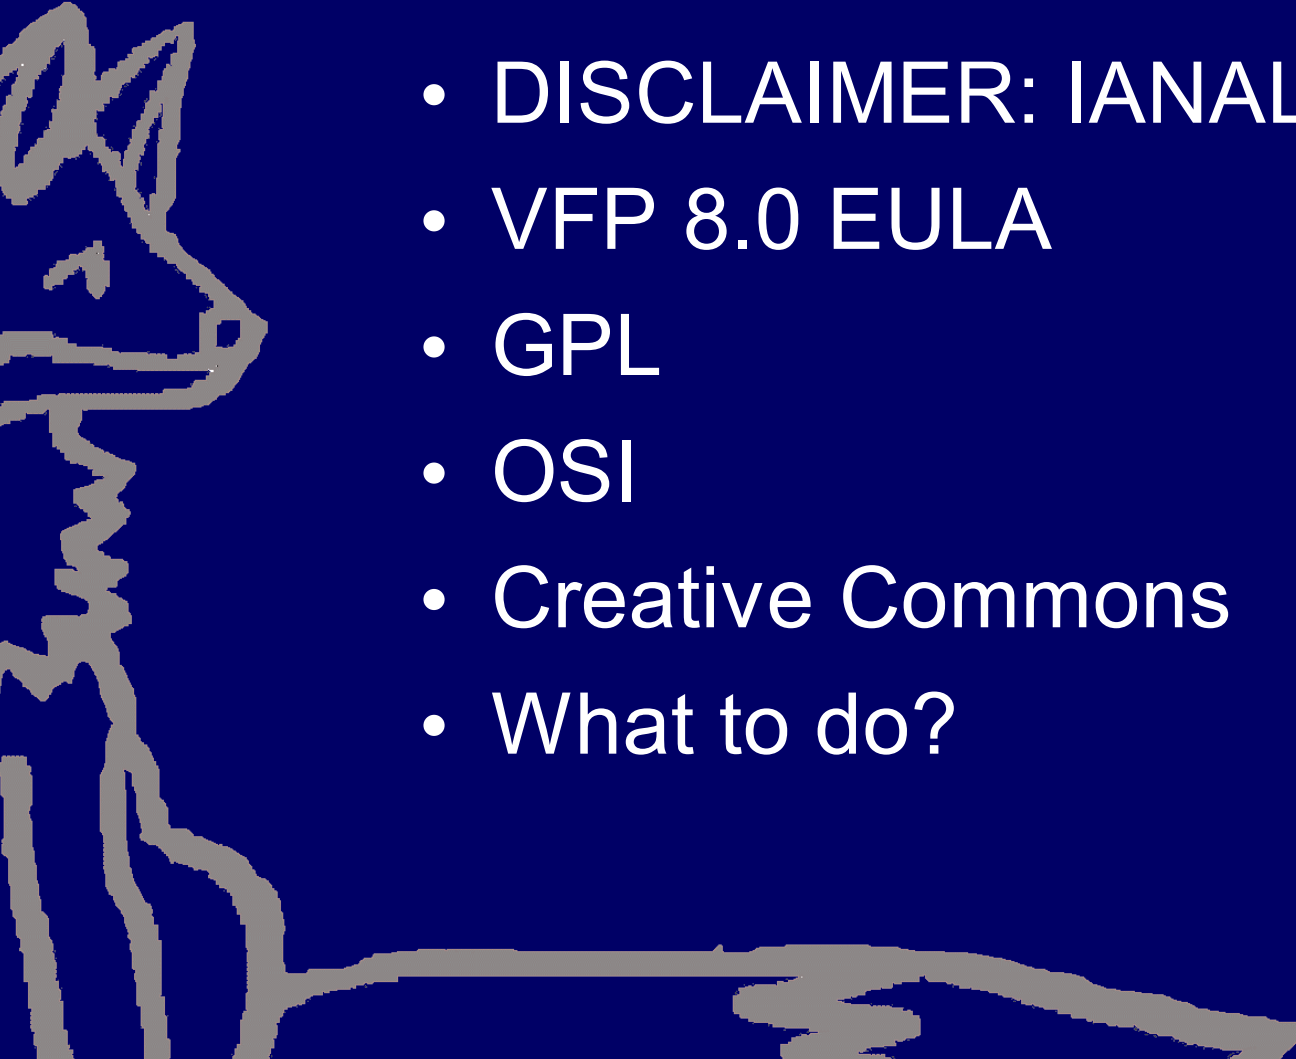 • DISCLAIMER: IANAL
• VFP 8.0 EULA
• GPL
• OSI
• Creative Commons
• What to do?